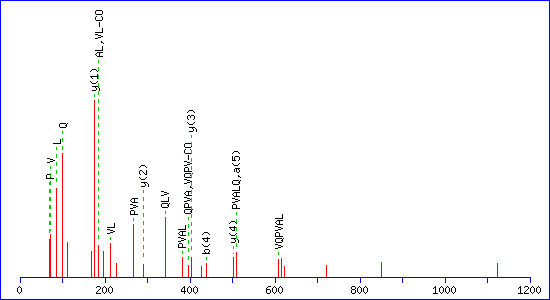 P
V
L
Q
y(1)
AL,VL-CO
VL
PVA
y(2)
QLV
PVAL
QPVA,VQPV-CO
y(3)
b(4)
y(4)
PVALQ,a(5)
VQPVAL
0 200 400 600 800 1000 1200